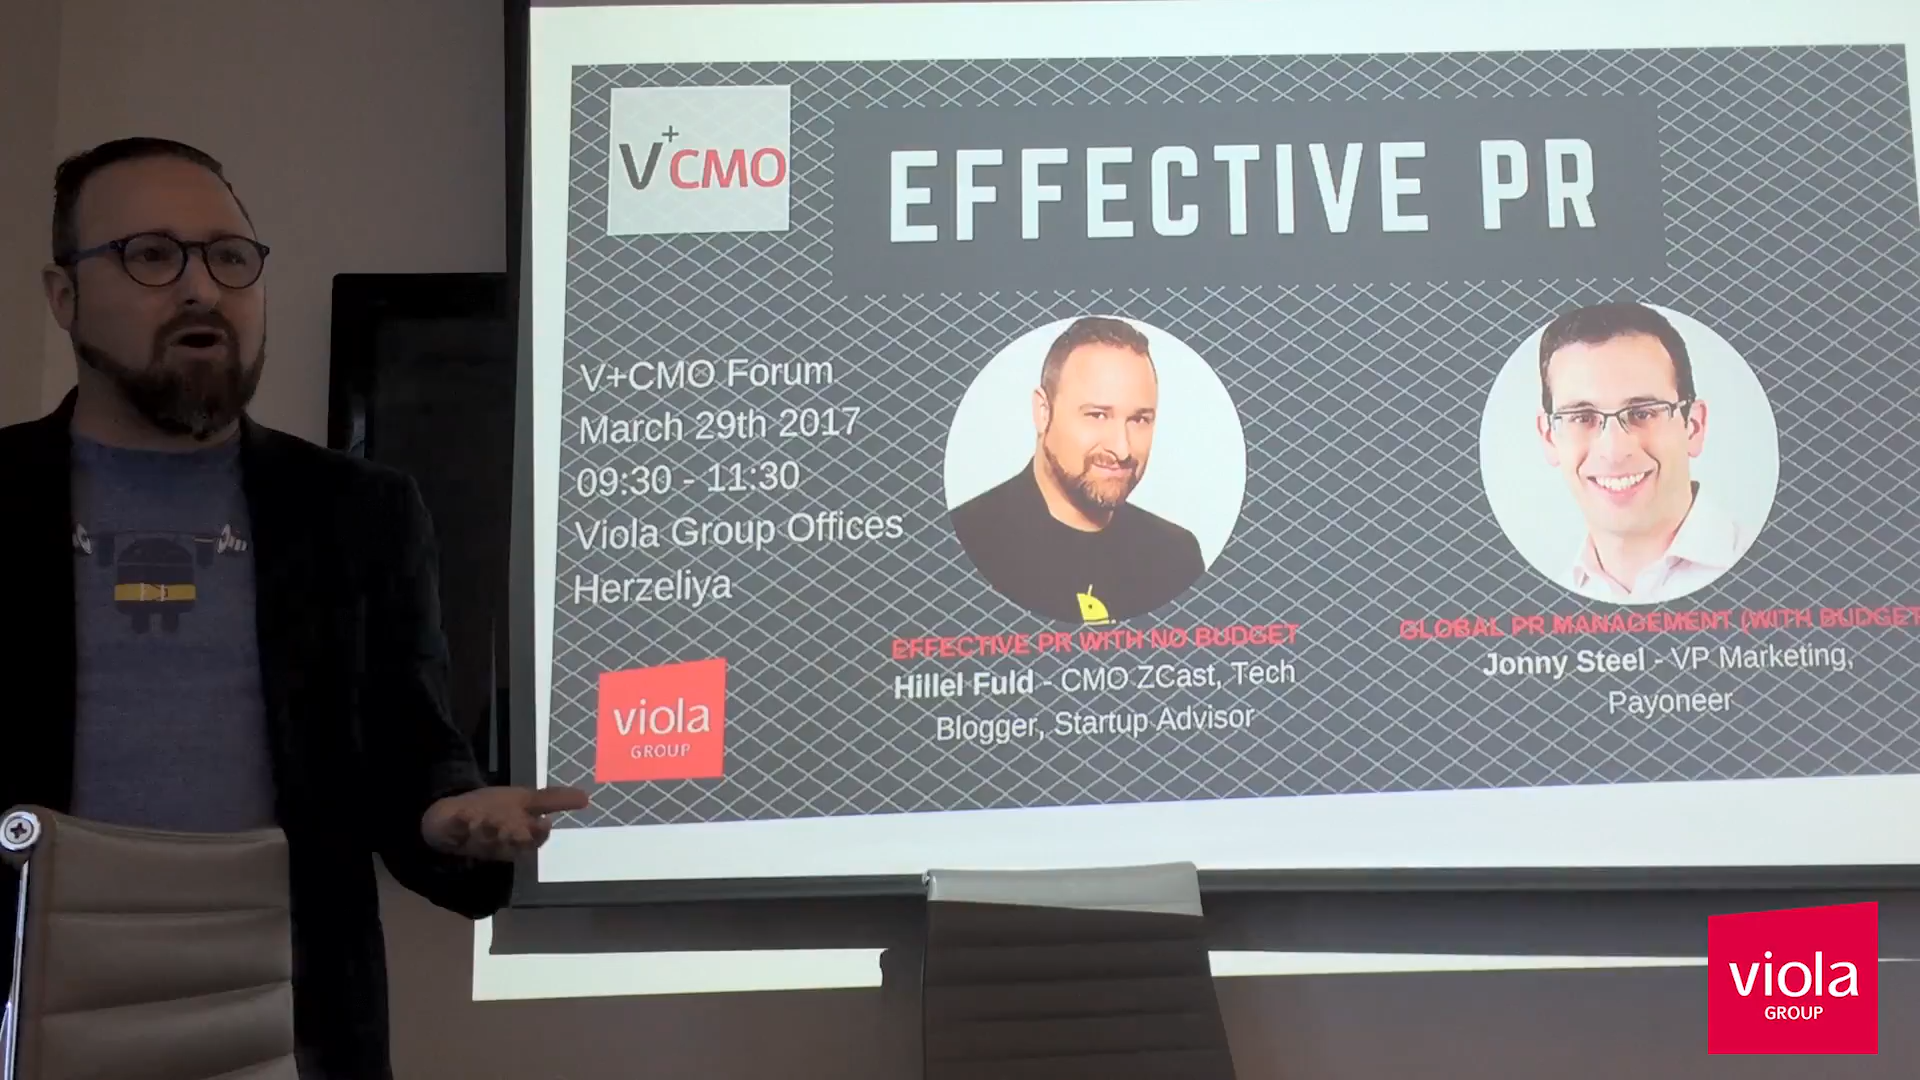 V+CMO
EFFECTIVE PR
V+CMO Forum
March 29th 2017
09:30 - 11:30
Viola Group Offices
Herzeliya
viola
GROUP
EFFECTIVE PR WITH NO BUDGET
Hillel Fuld - CMO ZCast, Tech
Blogger, Startup Advisor
GLOBAL PR MANAGEMENT (WITH BUDGET
Jonny Steel - VP Marketing,
Payoneer
viola
GROUP